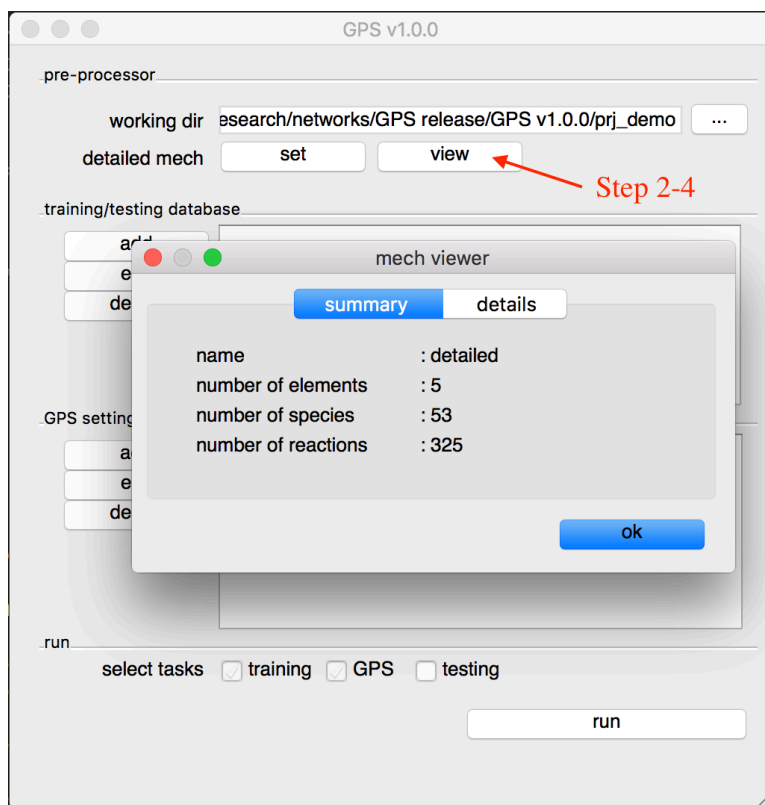 GPS v1.0.0
pre-processor
working dir esearch/networks/GPS release/GPS v1.0.0/prj_demo ...
detailed mech set view
Step 2-4
training/testing database
mech viewer
summary details
name : detailed
number of elements : 5
number of species : 53
number of reactions : 325
GPS setting
ok
run
select tasks training GPS testing
run